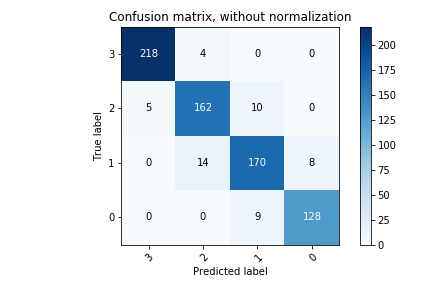 Confusion matrix, without normalization
3 218 4 0 0
2 5 162 10 0
1 0 14 170 8
0 0 0 9 128
3 2 1 0
True label
Predicted label
200
175
150
125
100
75
50
25
0